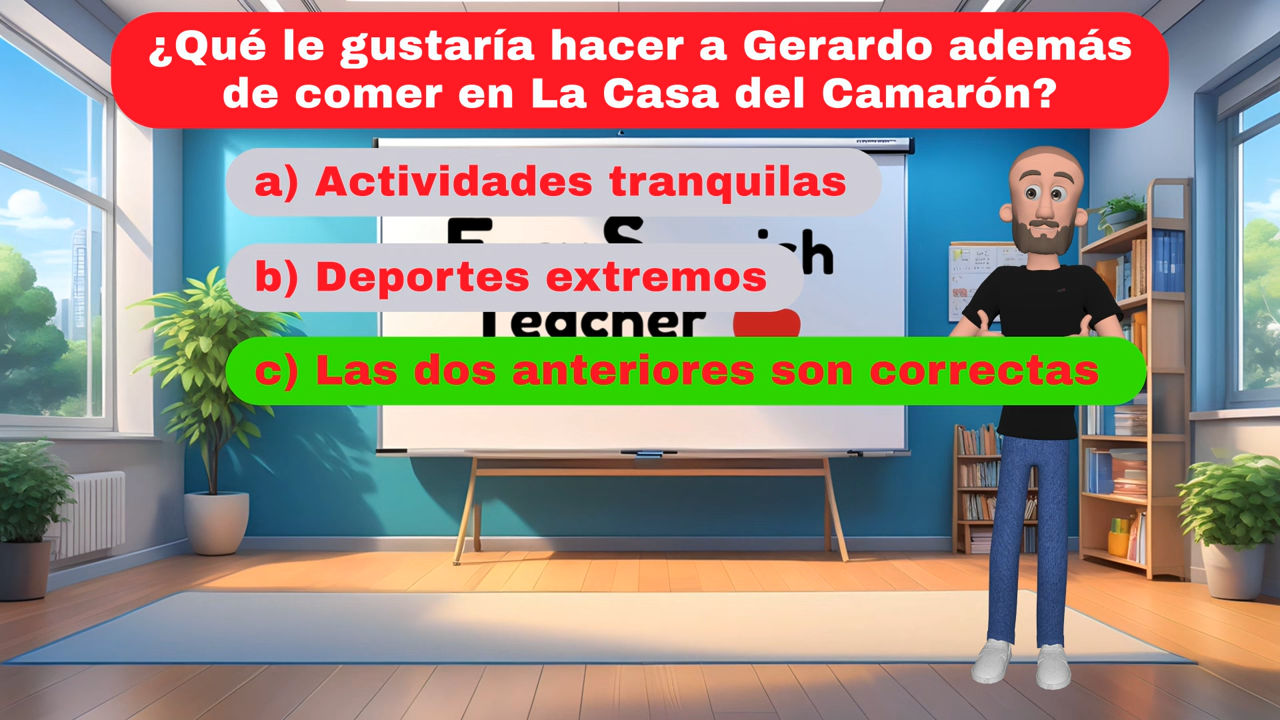 ¿Qué le gustaría hacer a Gerardo además
de comer en La Casa del Camarón?
a) Actividades tranquilas
b) Deportes extremos
Teacher
c) Las dos anteriores son correctas